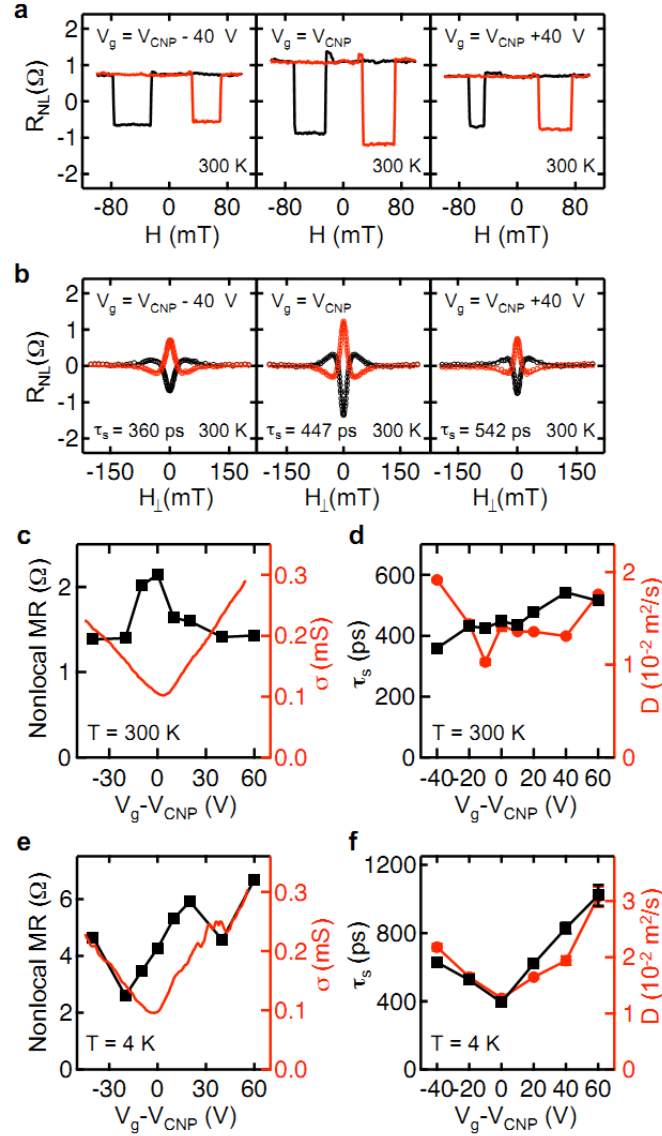 a
V_g = V_CNP - 40 V
V_g = V_CNP
V_g = V_CNP +40 V
R_NL(Ω)
2
1
0
-1
-2
300 K
300 K
300 K
-80 0 80
-80 0 80
-80 0 80
H (mT)
H (mT)
H (mT)
b
V_g = V_CNP - 40 V
V_g = V_CNP
V_g = V_CNP +40 V
R_NL(Ω)
2
1
0
-1
-2
τ_s = 360 ps 300 K
τ_s = 447 ps 300 K
τ_s = 542 ps 300 K
-150 0 150
-150 0 150
-150 0 150
H_⊥(mT)
H_⊥(mT)
H_⊥(mT)
c
Nonlocal MR (Ω)
2
1
0
0.3
0.2
0.1
0.0
σ (mS)
T = 300 K
-30 0 30 60
V_g-V_CNP (V)
d
τ_s (ps)
600
400
200
0
2
1
0
D (10⁻² m²/s)
T = 300 K
-40 -20 0 20 40 60
V_g-V_CNP (V)
e
Nonlocal MR (Ω)
6
4
2
0
0.3
0.2
0.1
0.0
σ (mS)
T = 4 K
-30 0 30 60
V_g-V_CNP (V)
f
τ_s (ps)
1200
800
400
0
3
2
1
0
D (10⁻² m²/s)
T = 4 K
-40 -20 0 20 40 60
V_g-V_CNP (V)